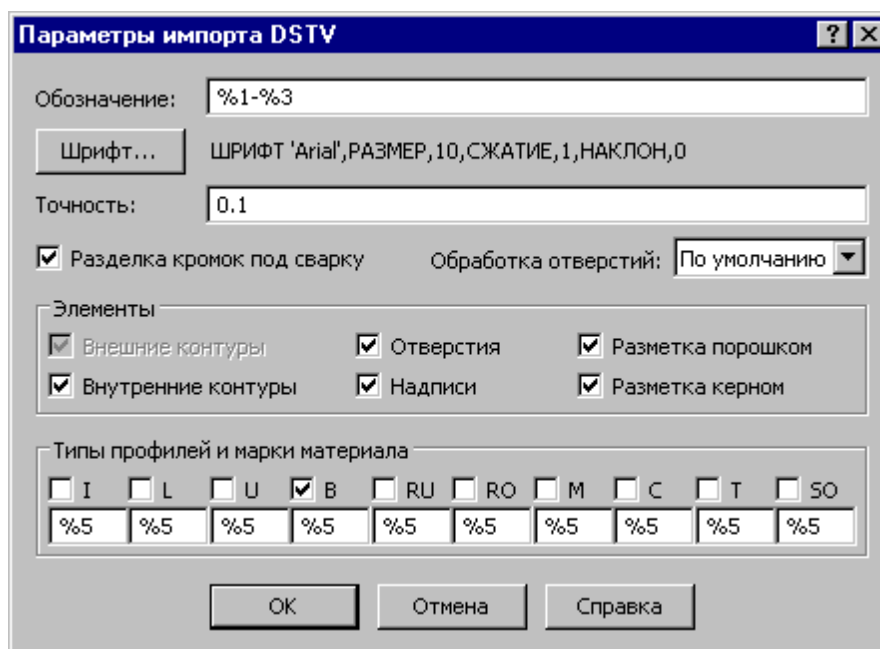 Параметры импорта DSTV
Обозначение: %1-%3
Шрифт... ШРИФТ 'Arial',РАЗМЕР,10,СЖАТИЕ,1,НАКЛОН,0
Точность: 0.1
Разделка кромок под сварку Обработка отверстий: По умолчанию
Элементы
Внешние контуры Отверстия Разметка порошком
Внутренние контуры Надписи Разметка керном
Типы профилей и марки материала
I L U B RU RO M C T SO
%5 %5 %5 %5 %5 %5 %5 %5 %5 %5
ОК Отмена Справка